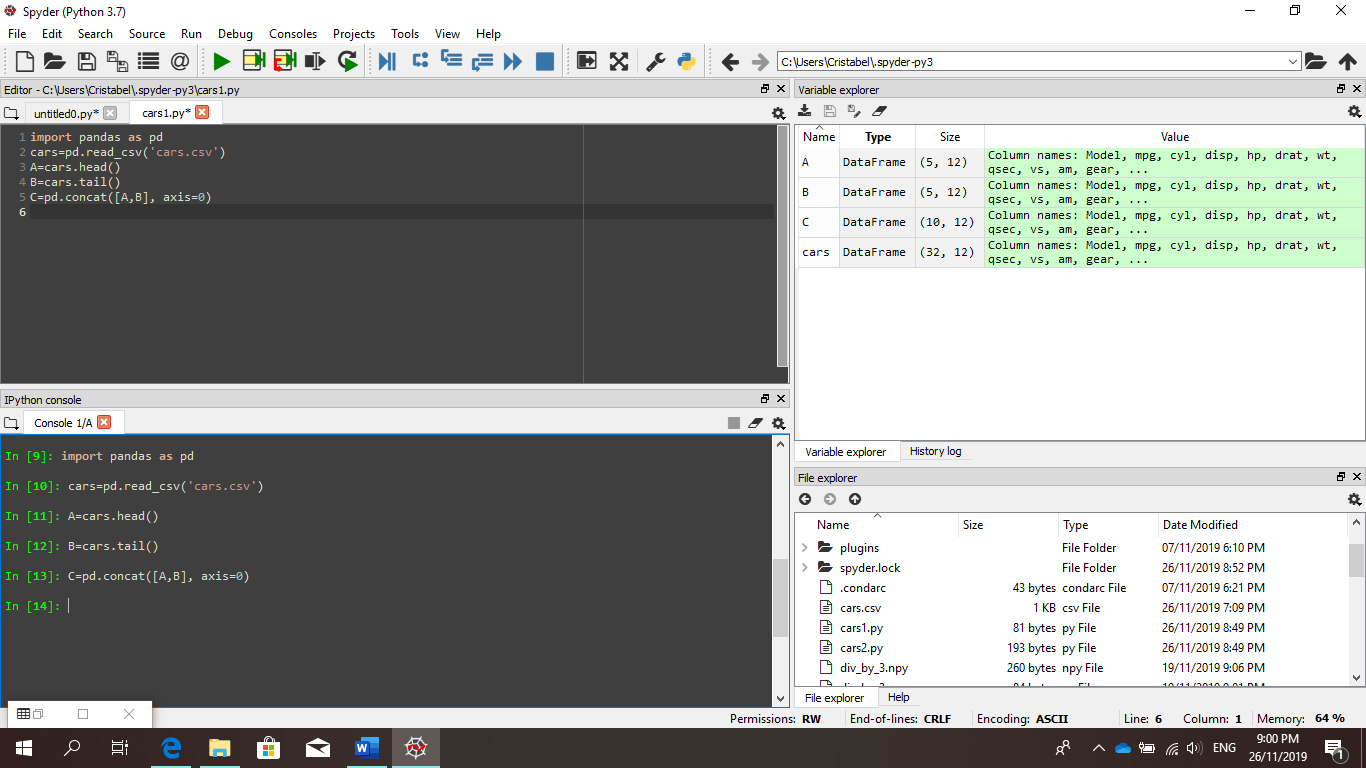 Spyder (Python 3.7)
File Edit Search Source Run Debug Consoles Projects Tools View Help
C:\Users\Cristabel\.spyder-py3
Editor - C:\Users\Cristabel\.spyder-py3\cars1.py
untitled0.py* cars1.py*
1 import pandas as pd
2 cars=pd.read_csv('cars.csv')
3 A=cars.head()
4 B=cars.tail()
5 C=pd.concat([A,B], axis=0)
6
IPython console
Console 1/A
In [9]: import pandas as pd
In [10]: cars=pd.read_csv('cars.csv')
In [11]: A=cars.head()
In [12]: B=cars.tail()
In [13]: C=pd.concat([A,B], axis=0)
In [14]:
Variable explorer
Name Type Size Value
A DataFrame (5, 12) Column names: Model, mpg, cyl, disp, hp, drat, wt,
qsec, vs, am, gear, ...
B DataFrame (5, 12) Column names: Model, mpg, cyl, disp, hp, drat, wt,
qsec, vs, am, gear, ...
C DataFrame (10, 12) Column names: Model, mpg, cyl, disp, hp, drat, wt,
qsec, vs, am, gear, ...
cars DataFrame (32, 12) Column names: Model, mpg, cyl, disp, hp, drat, wt,
qsec, vs, am, gear, ...
Variable explorer History log
File explorer
Name Size Type Date Modified
plugins File Folder 07/11/2019 6:10 PM
spyder.lock File Folder 26/11/2019 8:52 PM
.condarc 43 bytes condarc File 07/11/2019 6:21 PM
cars.csv 1 KB csv File 26/11/2019 7:09 PM
cars1.py 81 bytes py File 26/11/2019 8:49 PM
cars2.py 193 bytes py File 26/11/2019 8:49 PM
div_by_3.npy 260 bytes npy File 19/11/2019 9:06 PM
File explorer Help
Permissions: RW End-of-lines: CRLF Encoding: ASCII Line: 6 Column: 1 Memory: 64 %
ENG
9:00 PM
26/11/2019
1